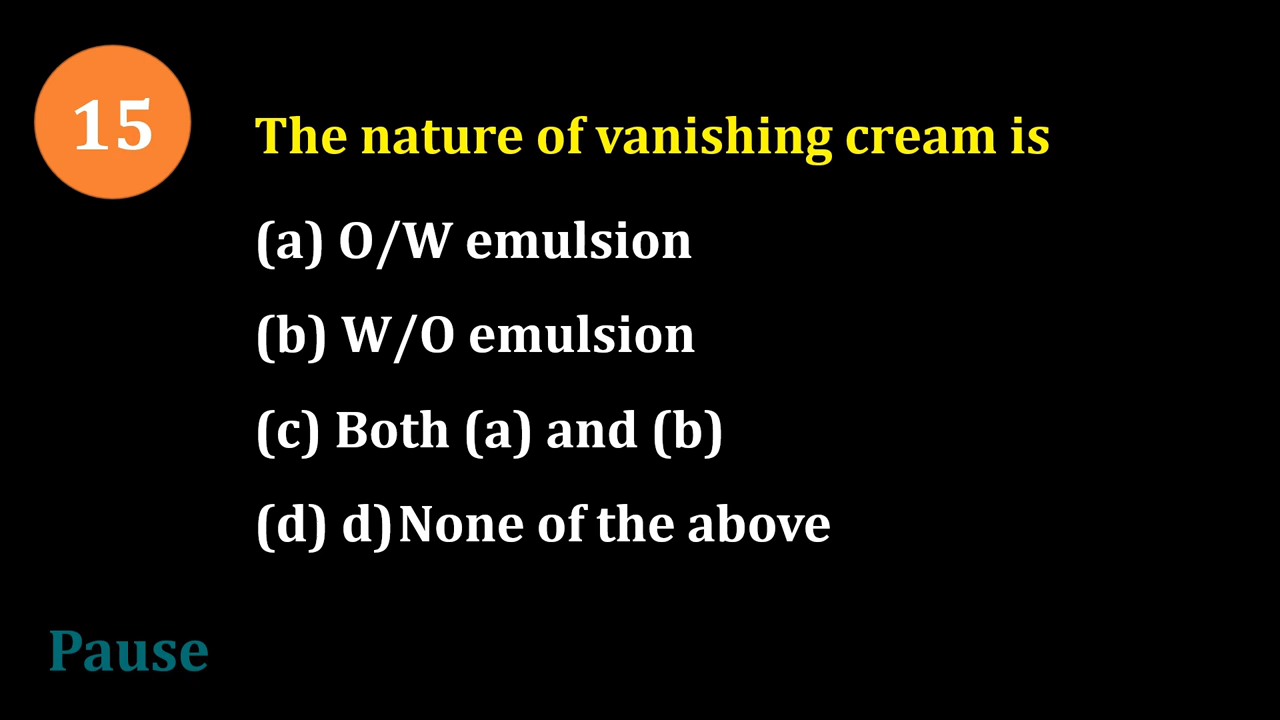 15
The nature of vanishing cream is
(a) O/W emulsion
(b) W/O emulsion
(c) Both (a) and (b)
(d) d)None of the above
Pause